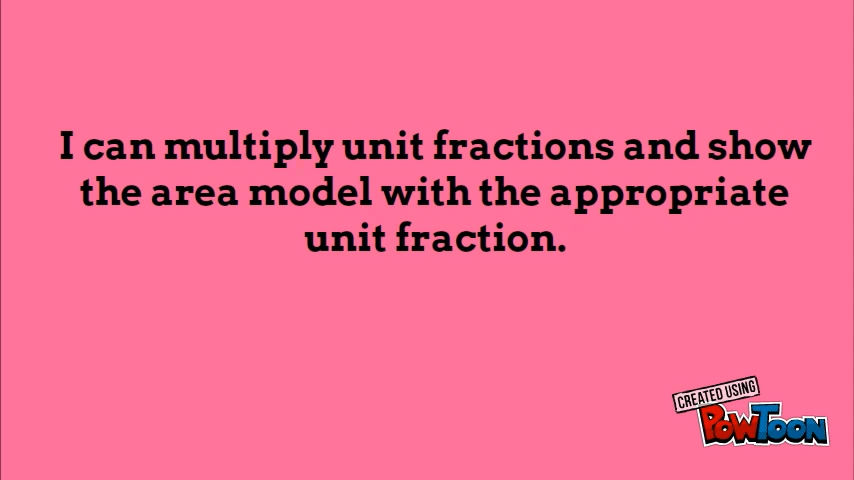 I can multiply unit fractions and show
the area model with the appropriate
unit fraction.
CREATED USING
POWTOON